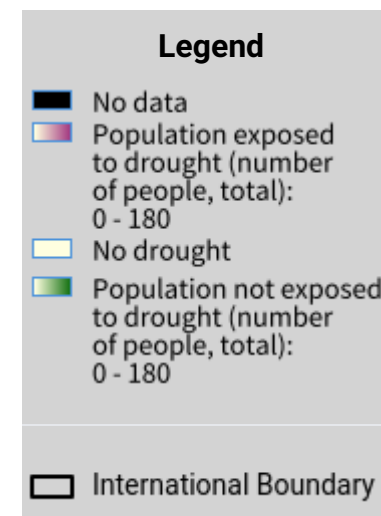 Legend
No data
Population exposed
to drought (number
of people, total):
0 - 180
No drought
Population not exposed
to drought (number
of people, total):
0 - 180
International Boundary